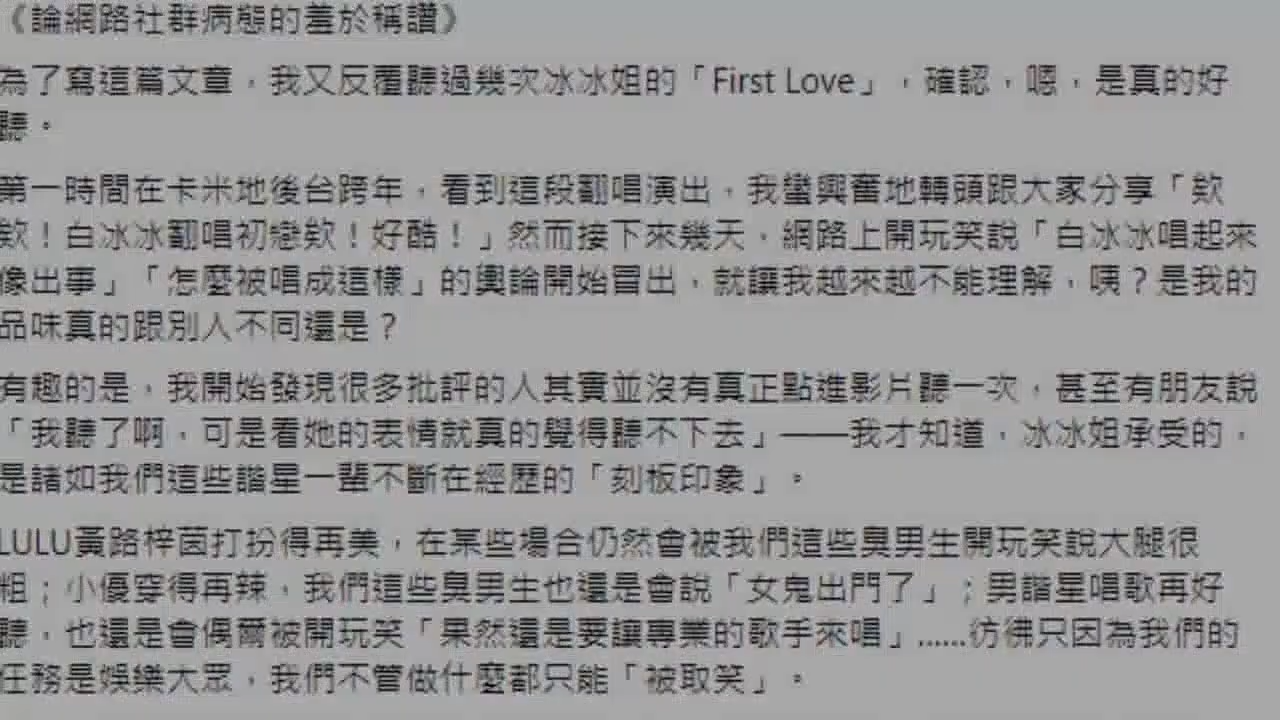 《論網路社群病態的羞於稱讚》
為了寫這篇文章，我又反覆聽過幾次冰冰姐的「First Love」，確認，嗯，是真的好
聽。
第一時間在卡米地後台跨年，看到這段翻唱演出，我蠻興奮地轉頭跟大家分享「欸
欸！白冰冰翻唱初戀欸！好酷！」然而接下來幾天，網路上開玩笑說「白冰冰唱起來
像出事」「怎麼被唱成這樣」的輿論開始冒出，就讓我越來越不能理解，咦？是我的
品味真的跟別人不同還是？
有趣的是，我開始發現很多批評的人其實並沒有真正點進影片聽一次，甚至有朋友說
「我聽了啊，可是看她的表情就真的覺得聽不下去」——我才知道，冰冰姐承受的，
是諸如我們這些諧星一輩不斷在經歷的「刻板印象」。
LULU黃路梓茵打扮得再美，在某些場合仍然會被我們這些臭男生開玩笑說大腿很
粗；小優穿得再辣，我們這些臭男生也還是會說「女鬼出門了」；男諧星唱歌再好
聽，也還是會偶爾被開玩笑「果然還是要讓專業的歌手來唱」……彷彿只因為我們的
任務是娛樂大眾，我們不管做什麼都只能「被取笑」。